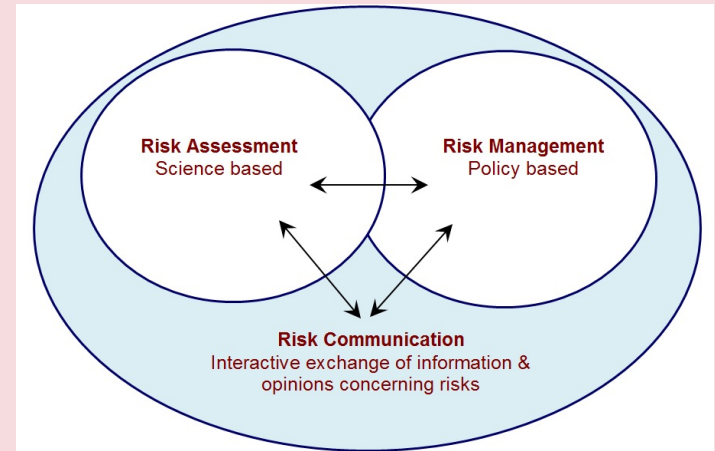 Risk Assessment
Science based
Risk Management
Policy based
Risk Communication
Interactive exchange of information &
opinions concerning risks